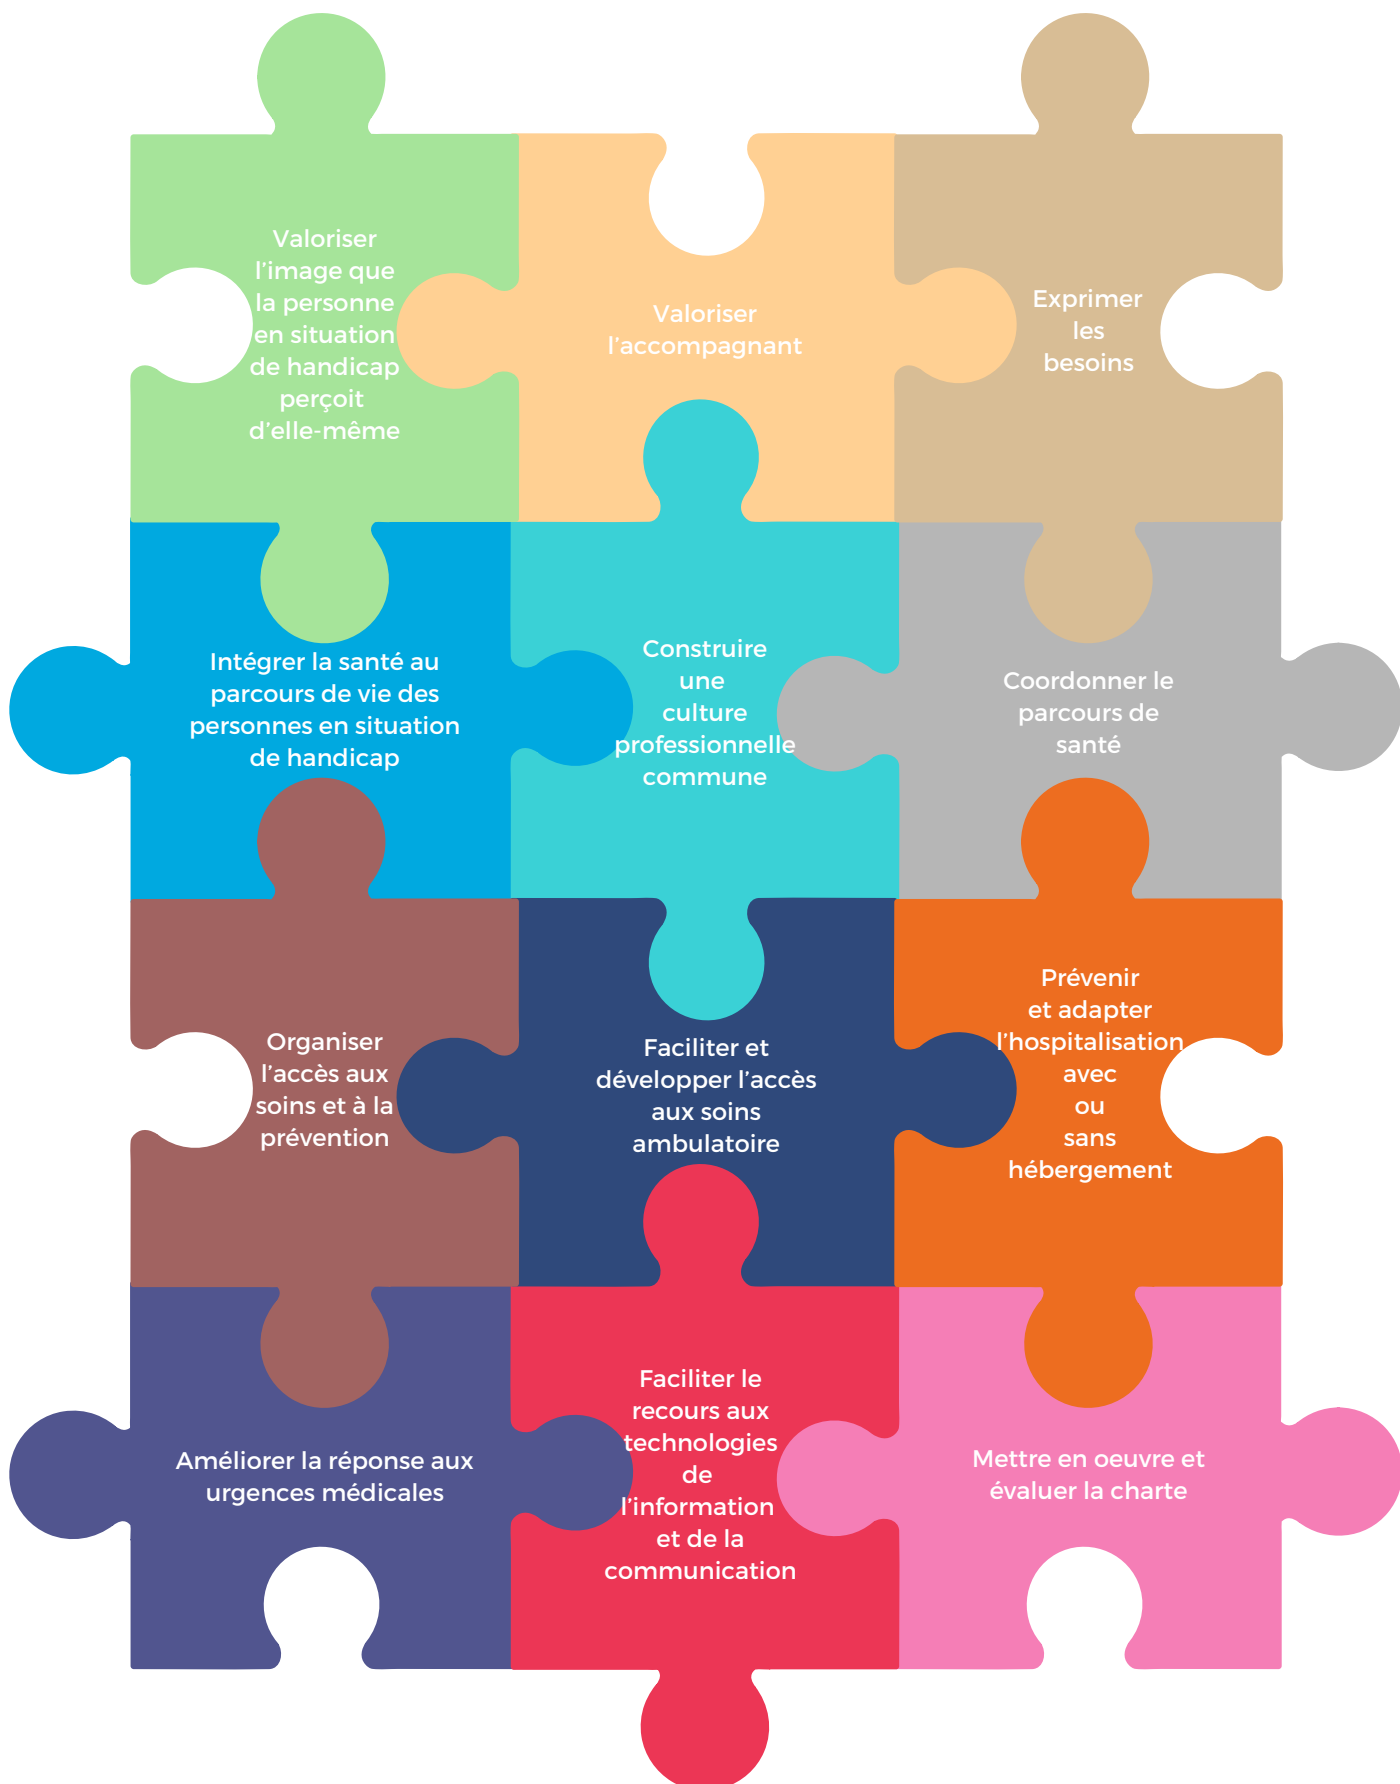 Valoriser
l'image que
la personne
en situation
de handicap
perçoit
d'elle-même
Valoriser
l'accompagnant
Exprimer
les
besoins
Intégrer la santé au
parcours de vie des
personnes en situation
de handicap
Construire
une
culture
professionnelle
commune
Coordonner le
parcours de
santé
Organiser
l'accès aux
soins et à la
prévention
Faciliter et
développer l'accès
aux soins
ambulatoire
Prévenir
et adapter
l'hospitalisation
avec
ou
sans
hébergement
Améliorer la réponse aux
urgences médicales
Faciliter le
recours aux
technologies
de
l'information
et de la
communication
Mettre en oeuvre et
évaluer la charte